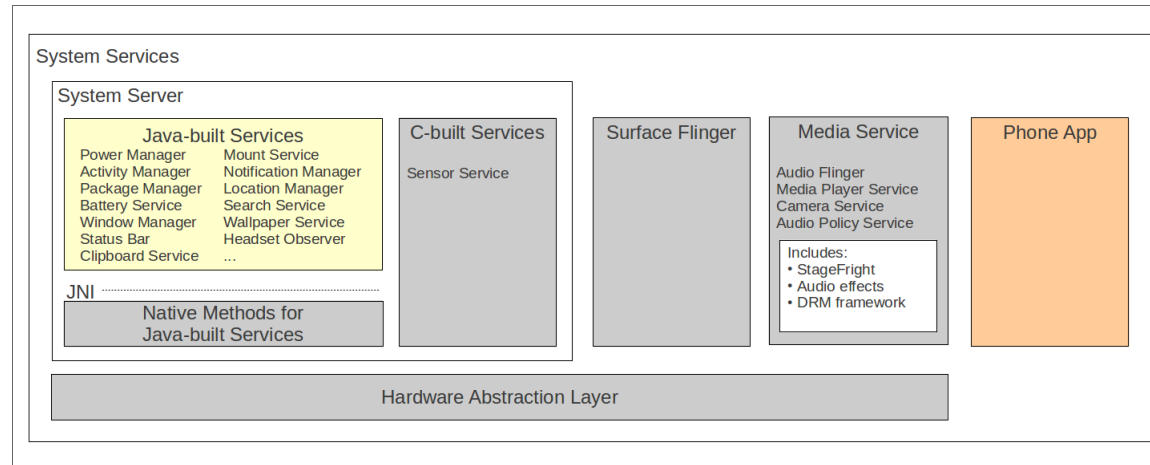 System Services
System Server
Java-built Services
Power Manager
Activity Manager
Package Manager
Battery Service
Window Manager
Status Bar
Clipboard Service
Mount Service
Notification Manager
Location Manager
Search Service
Wallpaper Service
Headset Observer
...
JNI
Native Methods for
Java-built Services
C-built Services
Sensor Service
Surface Flinger
Media Service
Audio Flinger
Media Player Service
Camera Service
Audio Policy Service
Includes:
• StageFright
• Audio effects
• DRM framework
Phone App
Hardware Abstraction Layer